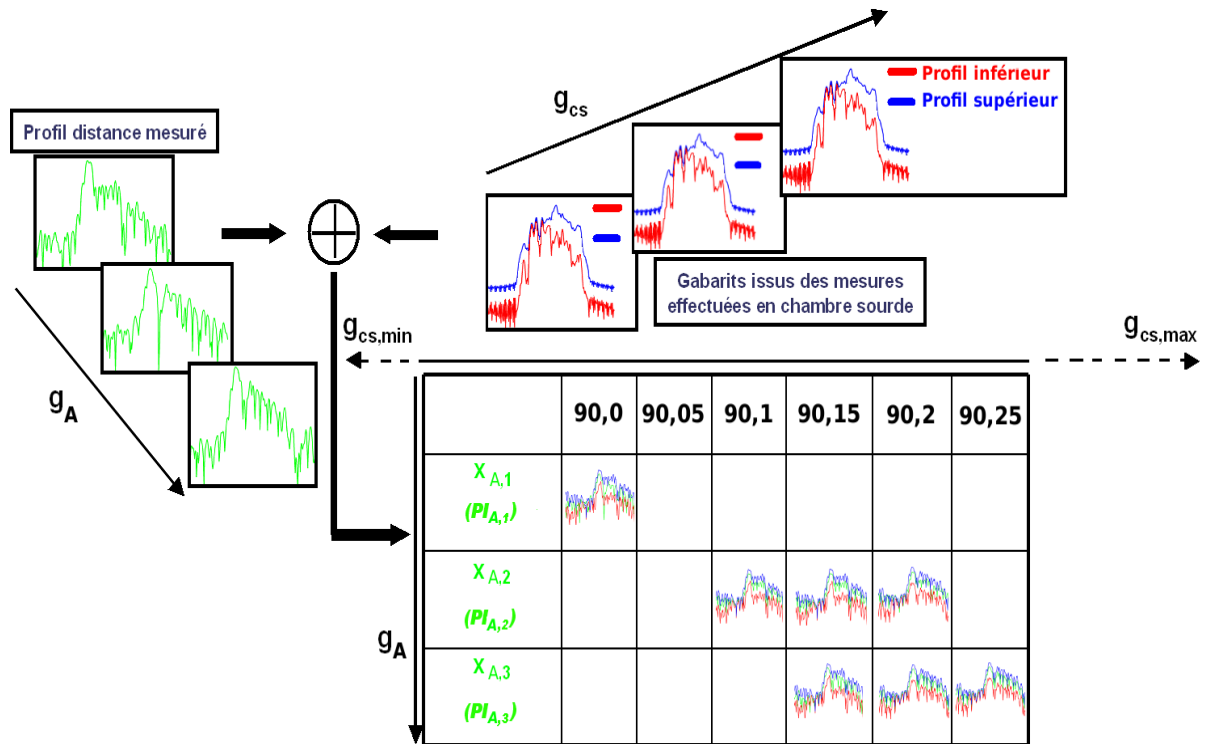 Profil distance mesuré
g_cs
Profil inférieur
Profil supérieur
Gabarits issus des mesures
effectuées en chambre sourde
g_A
g_cs,min
g_cs,max
90,0 90,05 90,1 90,15 90,2 90,25
X_A,1
(PI_A,1)
X_A,2
(PI_A,2)
g_A
X_A,3
(PI_A,3)